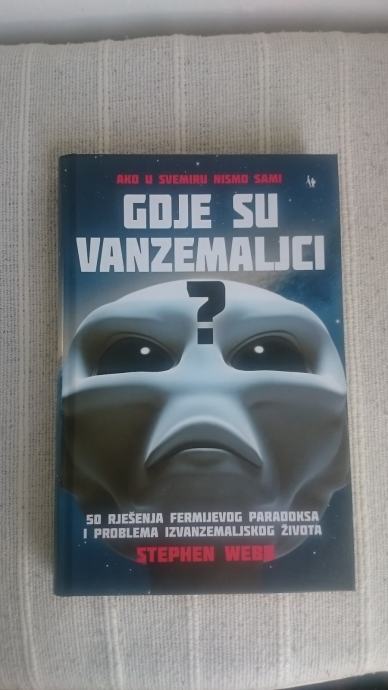 AKO U SVEMIRU NISMO SAMI
GDJE SU
VANZEMALJCI
?
50 RJEŠENJA FERMIJEVOG PARADOKSA
I PROBLEMA IZVANZEMALJSKOG ŽIVOTA
STEPHEN WEBB